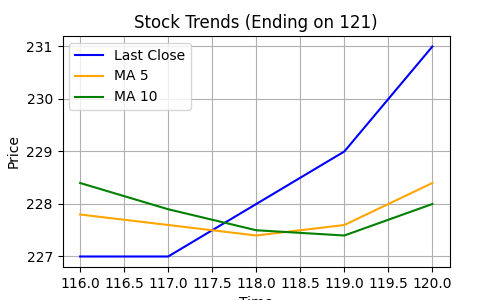 Stock Trends (Ending on 121)
231
230
229
228
227
Price
Last Close
MA 5
MA 10
116.0 116.5 117.0 117.5 118.0 118.5 119.0 119.5 120.0
Time